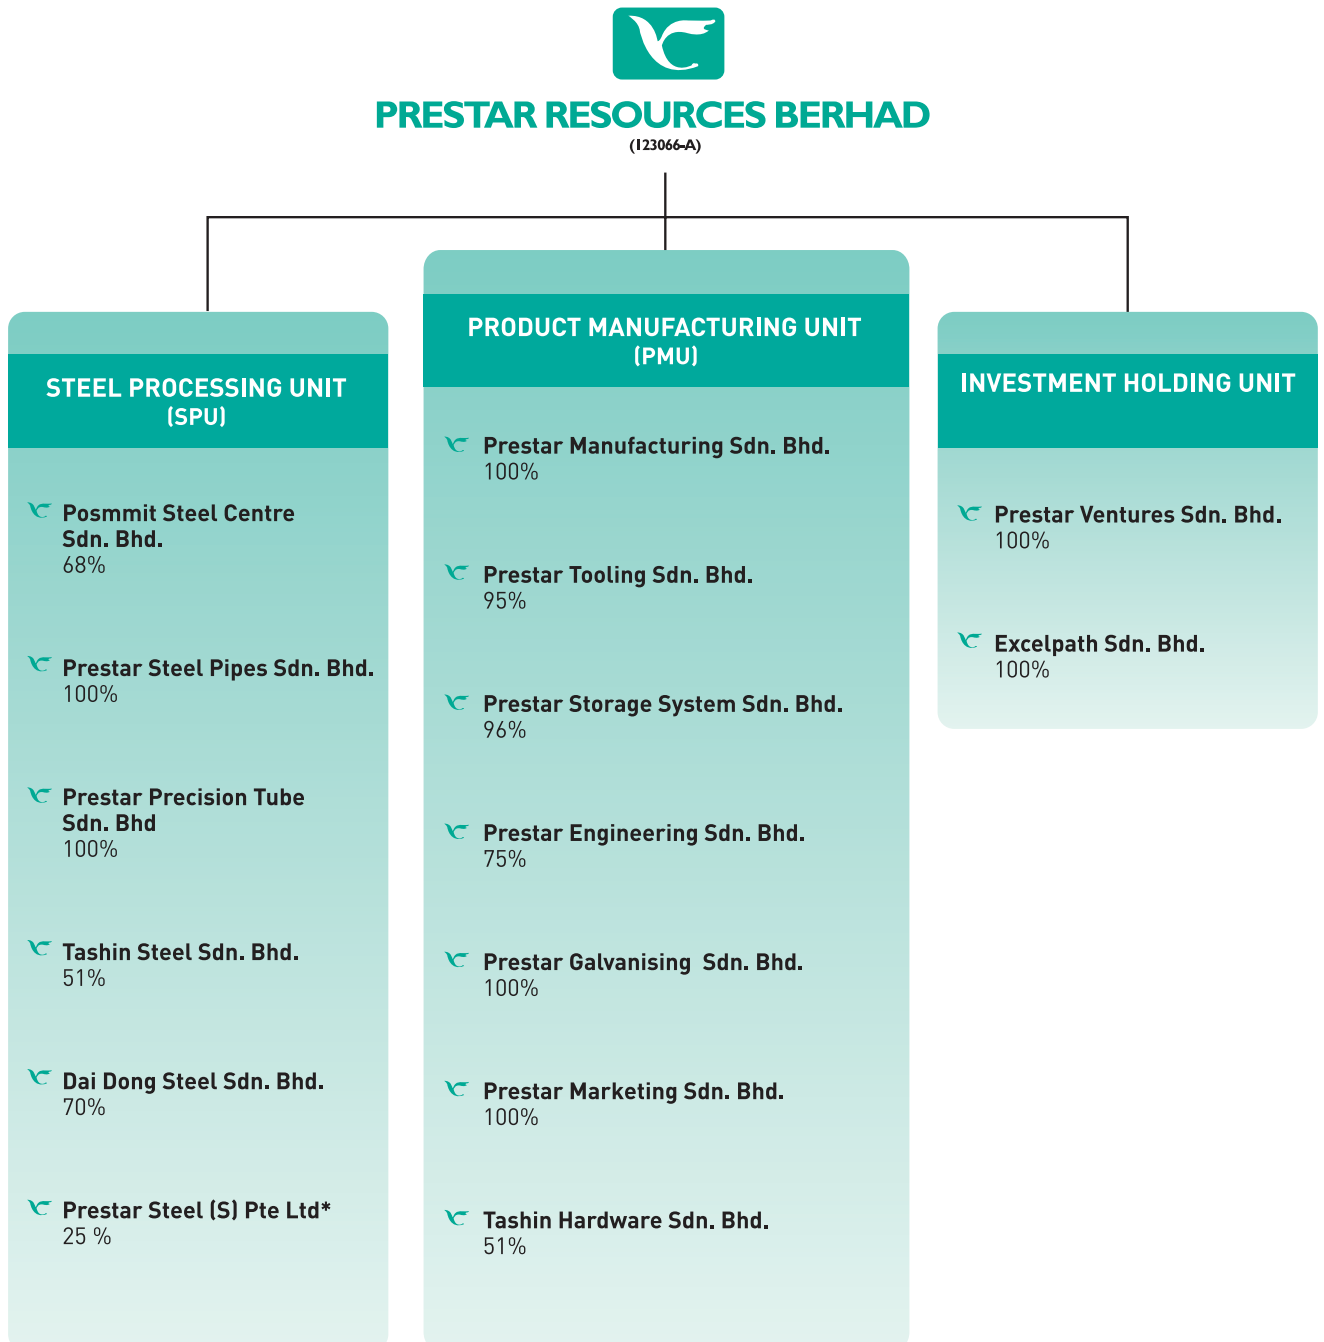 PRESTAR RESOURCES BERHAD
(123066-A)
STEEL PROCESSING UNIT
(SPU)
Posmmit Steel Centre
Sdn. Bhd.
68%
Prestar Steel Pipes Sdn. Bhd.
100%
Prestar Precision Tube
Sdn. Bhd
100%
Tashin Steel Sdn. Bhd.
51%
Dai Dong Steel Sdn. Bhd.
70%
Prestar Steel (S) Pte Ltd*
25 %
PRODUCT MANUFACTURING UNIT
(PMU)
Prestar Manufacturing Sdn. Bhd.
100%
Prestar Tooling Sdn. Bhd.
95%
Prestar Storage System Sdn. Bhd.
96%
Prestar Engineering Sdn. Bhd.
75%
Prestar Galvanising  Sdn. Bhd.
100%
Prestar Marketing Sdn. Bhd.
100%
Tashin Hardware Sdn. Bhd.
51%
INVESTMENT HOLDING UNIT
Prestar Ventures Sdn. Bhd.
100%
Excelpath Sdn. Bhd.
100%